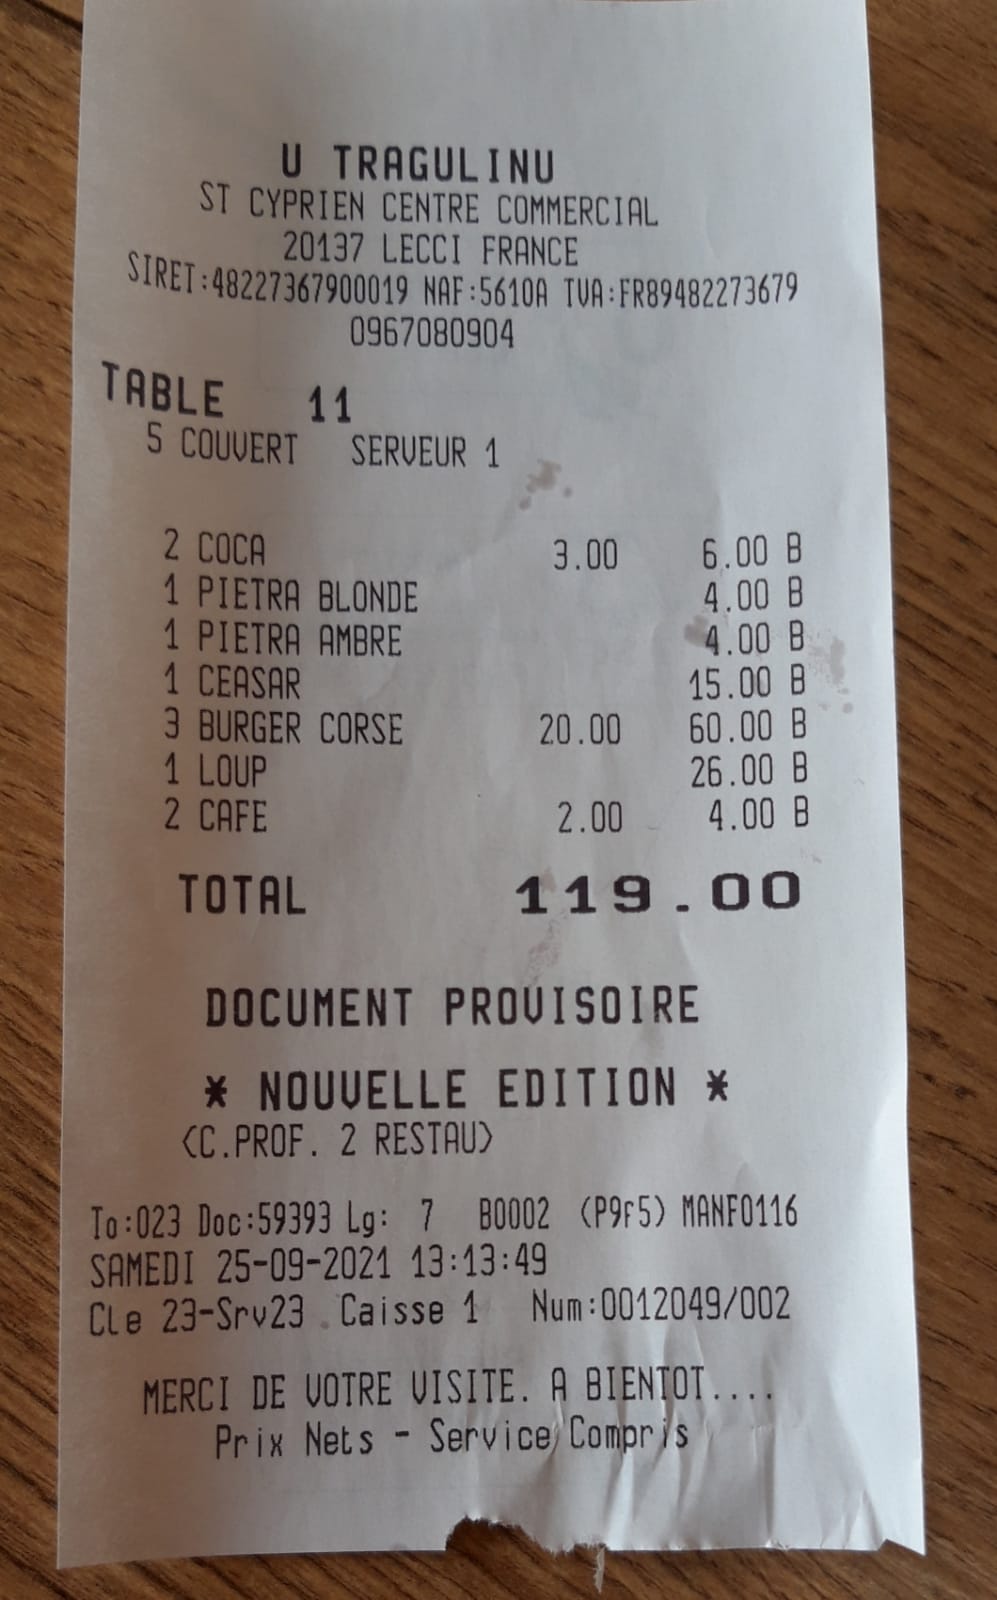 U TRAGULINU
ST CYPRIEN CENTRE COMMERCIAL
20137 LECCI FRANCE
SIRET:48227367900019 NAF:5610A TVA:FR89482273679
0967080904
TABLE 11
5 COUVERT SERVEUR 1
2 COCA 3.00 6.00 B
1 PIETRA BLONDE 4.00 B
1 PIETRA AMBRE 4.00 B
1 CEASAR 15.00 B
3 BURGER CORSE 20.00 60.00 B
1 LOUP 26.00 B
2 CAFE 2.00 4.00 B
TOTAL 119.00
DOCUMENT PROVISOIRE
* NOUVELLE EDITION *
(C.PROF. 2 RESTAU)
To:023 Doc:59393 Lg: 7 B0002 (P9f5) MANF0116
SAMEDI 25-09-2021 13:13:49
Cle 23-Srv23 Caisse 1 Num:0012049/002
MERCI DE VOTRE VISITE. A BIENTOT....
Prix Nets - Service Compris